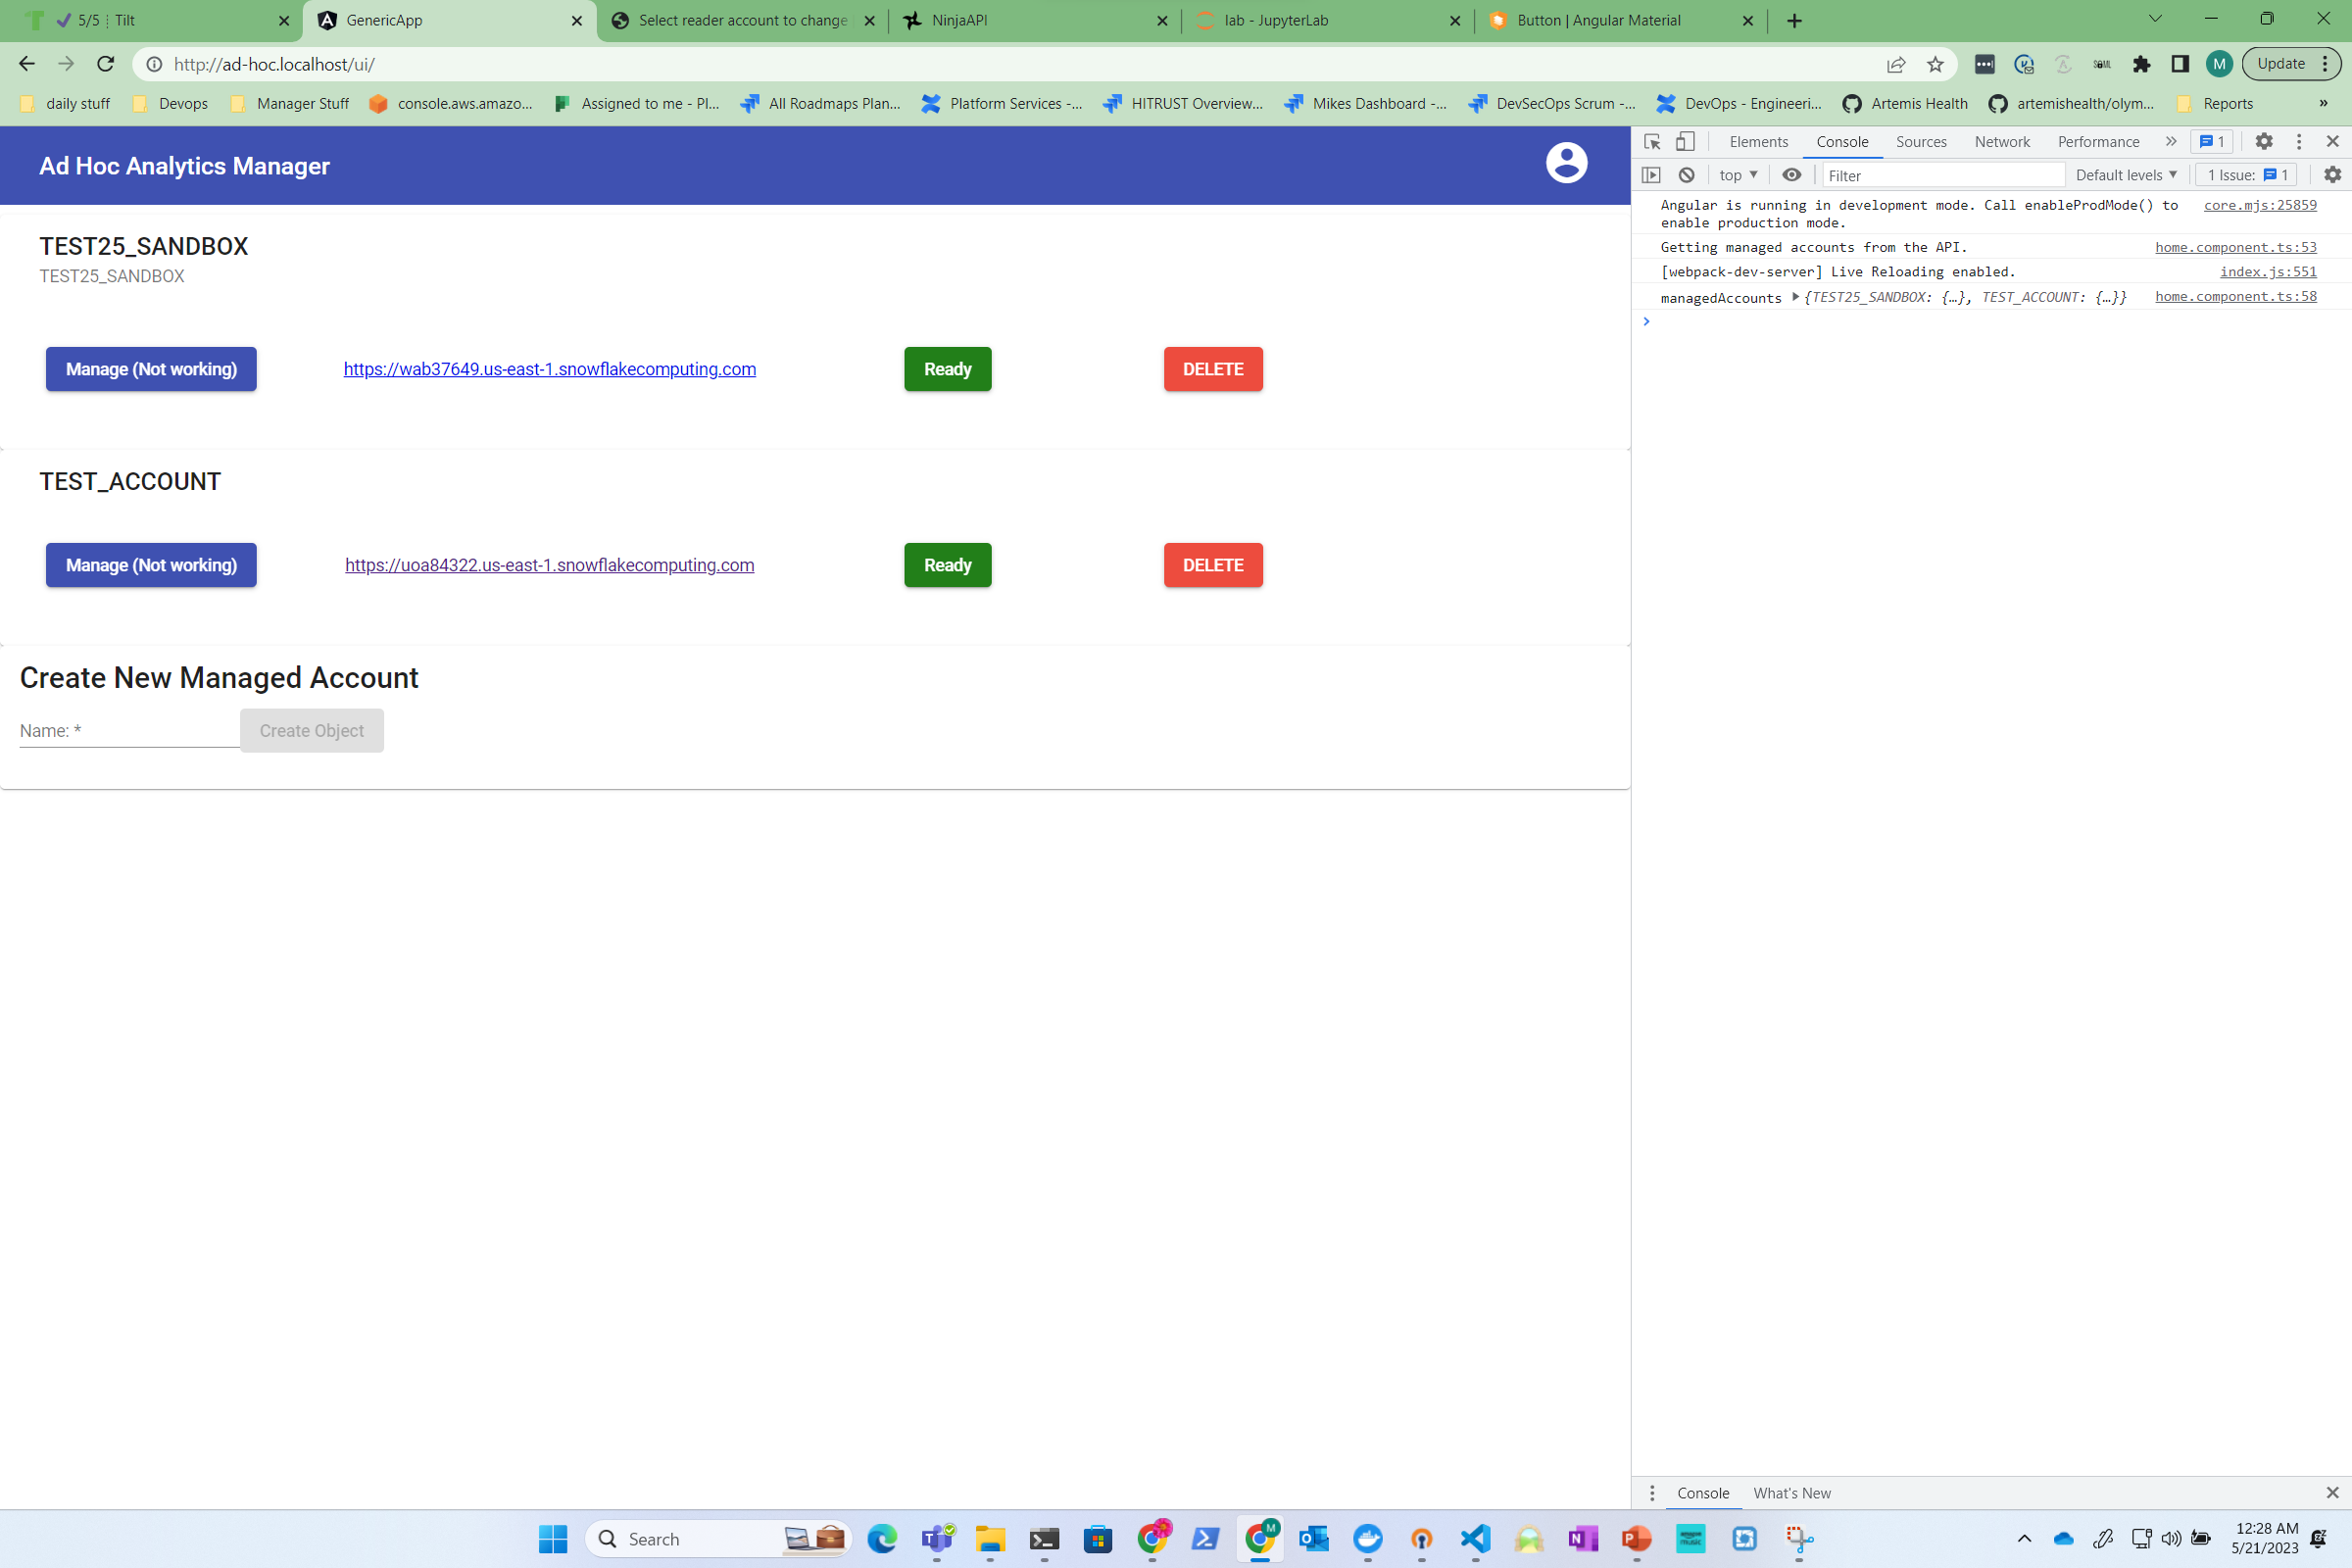 5/5 ⋮ Tilt
GenericApp
Select reader account to change
NinjaAPI
lab - JupyterLab
Button | Angular Material
http://ad-hoc.localhost/ui/
M
Update
daily stuff
Devops
Manager Stuff
console.aws.amazo...
Assigned to me - Pl...
All Roadmaps Plan...
Platform Services -...
HITRUST Overview...
Mikes Dashboard -...
DevSecOps Scrum -...
DevOps - Engineeri...
Artemis Health
artemishealth/olym...
Reports
»
Ad Hoc Analytics Manager
TEST25_SANDBOX
TEST25_SANDBOX
Manage (Not working)
https://wab37649.us-east-1.snowflakecomputing.com
Ready
DELETE
TEST_ACCOUNT
Manage (Not working)
https://uoa84322.us-east-1.snowflakecomputing.com
Ready
DELETE
Create New Managed Account
Name: *
Create Object
Elements
Console
Sources
Network
Performance
»
1
top
Filter
Default levels
1 Issue:
1
Angular is running in development mode. Call enableProdMode() to
enable production mode.
core.mjs:25859
Getting managed accounts from the API.
home.component.ts:53
[webpack-dev-server] Live Reloading enabled.
index.js:551
managedAccounts {TEST25_SANDBOX: {…}, TEST_ACCOUNT: {…}}
home.component.ts:58
Console
What's New
Search
12:28 AM
5/21/2023